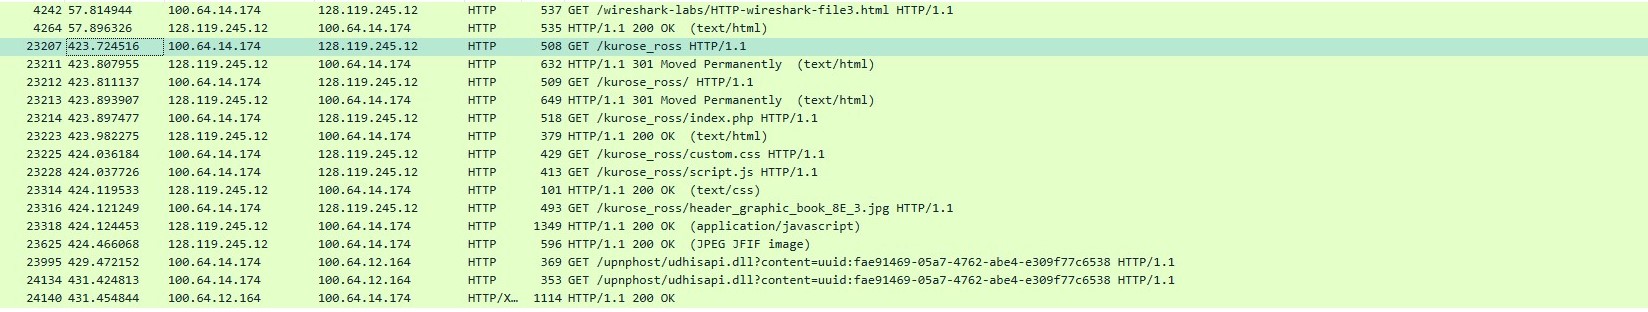 4242 57.814944 100.64.14.174 128.119.245.12 HTTP 537 GET /wireshark-labs/HTTP-wireshark-file3.html HTTP/1.1
4264 57.896326 128.119.245.12 100.64.14.174 HTTP 535 HTTP/1.1 200 OK (text/html)
23207 423.724516 100.64.14.174 128.119.245.12 HTTP 508 GET /kurose_ross HTTP/1.1
23211 423.807955 128.119.245.12 100.64.14.174 HTTP 632 HTTP/1.1 301 Moved Permanently (text/html)
23212 423.811137 100.64.14.174 128.119.245.12 HTTP 509 GET /kurose_ross/ HTTP/1.1
23213 423.893907 128.119.245.12 100.64.14.174 HTTP 649 HTTP/1.1 301 Moved Permanently (text/html)
23214 423.897477 100.64.14.174 128.119.245.12 HTTP 518 GET /kurose_ross/index.php HTTP/1.1
23223 423.982275 128.119.245.12 100.64.14.174 HTTP 379 HTTP/1.1 200 OK (text/html)
23225 424.036184 100.64.14.174 128.119.245.12 HTTP 429 GET /kurose_ross/custom.css HTTP/1.1
23228 424.037726 100.64.14.174 128.119.245.12 HTTP 413 GET /kurose_ross/script.js HTTP/1.1
23314 424.119533 128.119.245.12 100.64.14.174 HTTP 101 HTTP/1.1 200 OK (text/css)
23316 424.121249 100.64.14.174 128.119.245.12 HTTP 493 GET /kurose_ross/header_graphic_book_8E_3.jpg HTTP/1.1
23318 424.124453 128.119.245.12 100.64.14.174 HTTP 1349 HTTP/1.1 200 OK (application/javascript)
23625 424.466068 128.119.245.12 100.64.14.174 HTTP 596 HTTP/1.1 200 OK (JPEG JFIF image)
23995 429.472152 100.64.14.174 100.64.12.164 HTTP 369 GET /upnphost/udhisapi.dll?content=uuid:fae91469-05a7-4762-abe4-e309f77c6538 HTTP/1.1
24134 431.424813 100.64.14.174 100.64.12.164 HTTP 353 GET /upnphost/udhisapi.dll?content=uuid:fae91469-05a7-4762-abe4-e309f77c6538 HTTP/1.1
24140 431.454844 100.64.12.164 100.64.14.174 HTTP/X… 1114 HTTP/1.1 200 OK